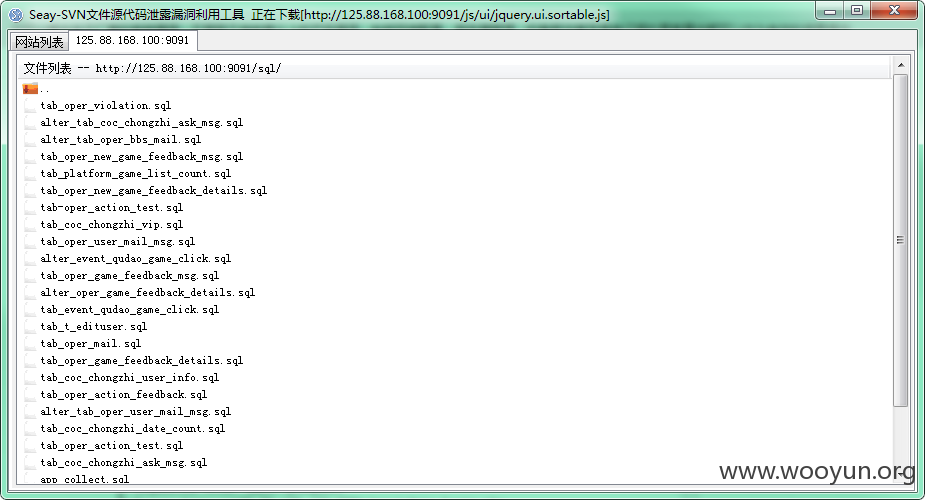 Seay-SVN文件源代码泄露漏洞利用工具 正在下载[http://125.88.168.100:9091/js/ui/jquery.ui.sortable.js]
网站列表 125.88.168.100:9091
文件列表 -- http://125.88.168.100:9091/sql/
..
tab_oper_violation.sql
alter_tab_coc_chongzhi_ask_msg.sql
alter_tab_oper_bbs_mail.sql
tab_oper_new_game_feedback_msg.sql
tab_platform_game_list_count.sql
tab_oper_new_game_feedback_details.sql
tab-oper_action_test.sql
tab_coc_chongzhi_vip.sql
tab_oper_user_mail_msg.sql
alter_event_qudao_game_click.sql
tab_oper_game_feedback_msg.sql
alter_oper_game_feedback_details.sql
tab_event_qudao_game_click.sql
tab_t_edituser.sql
tab_oper_mail.sql
tab_oper_game_feedback_details.sql
tab_coc_chongzhi_user_info.sql
tab_oper_action_feedback.sql
alter_tab_oper_user_mail_msg.sql
tab_coc_chongzhi_date_count.sql
tab_oper_action_test.sql
tab_coc_chongzhi_ask_msg.sql
app_collect.sql
www.wooyun.org